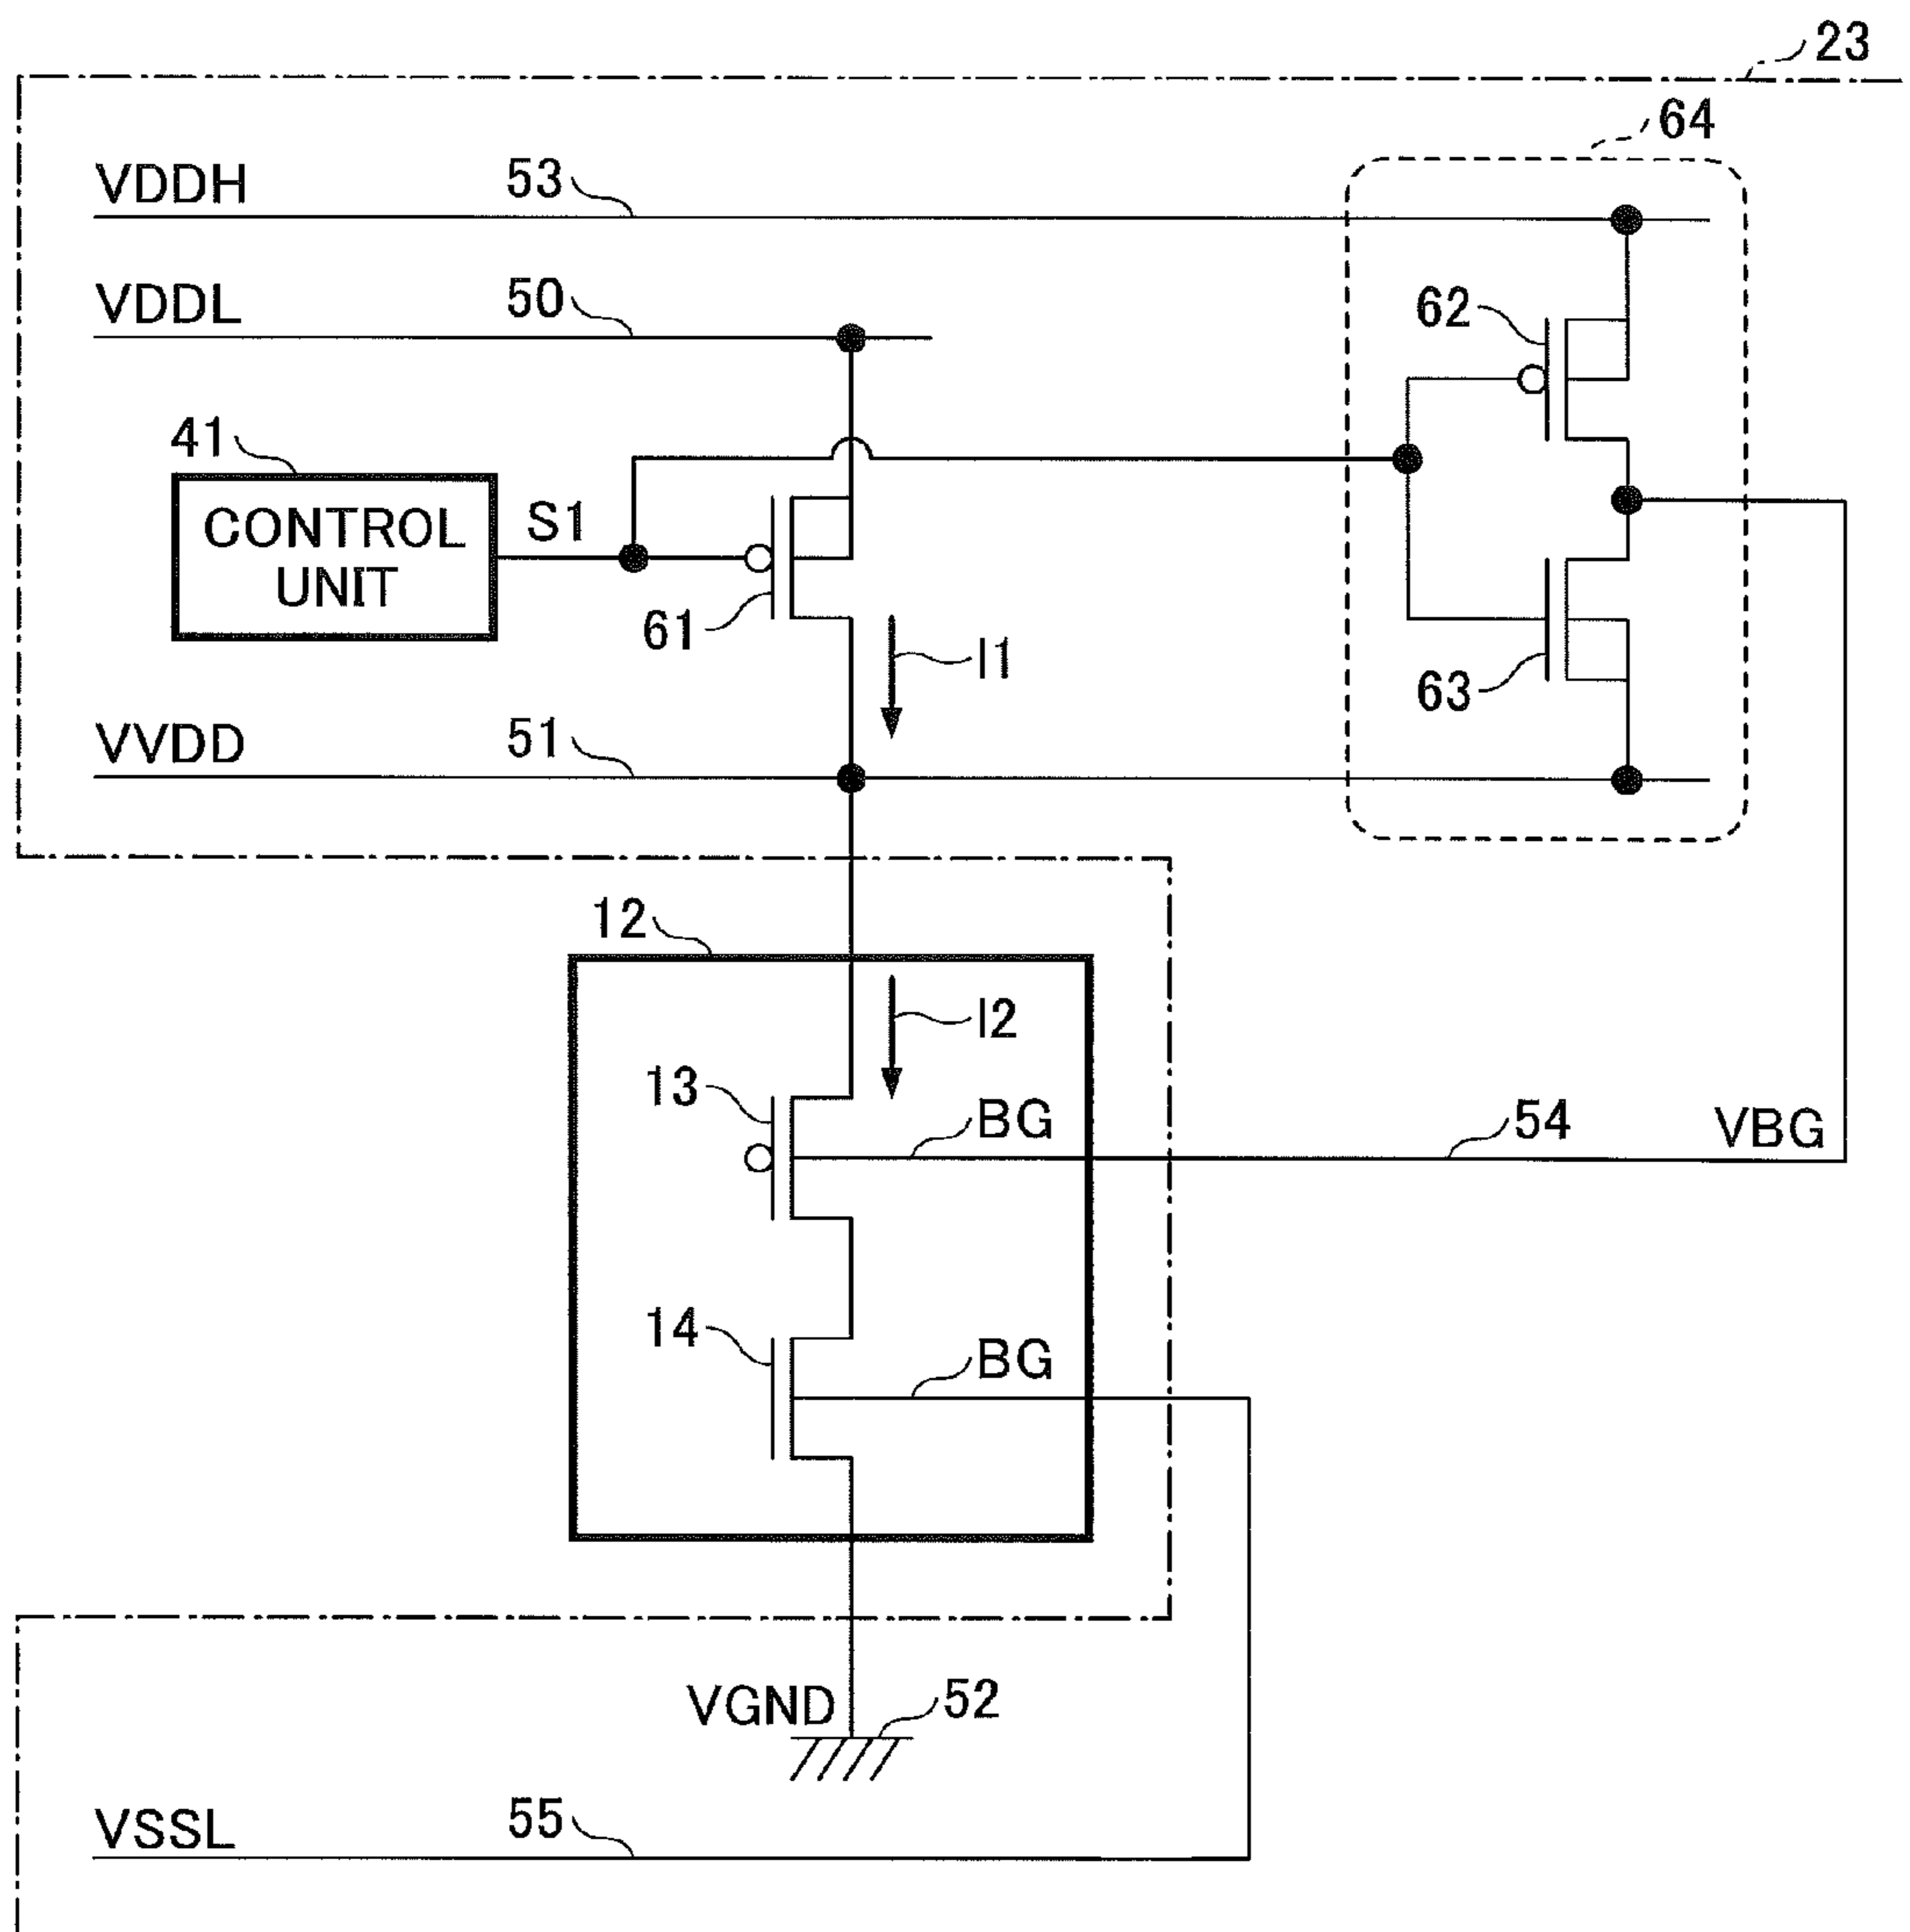 23
64
VDDH
53
VDDL
50
62
41
CONTROL
UNIT
S1
61
I1
63
VVDD
51
12
I2
13
BG
54
VBG
14
BG
VGND
52
VSSL
55